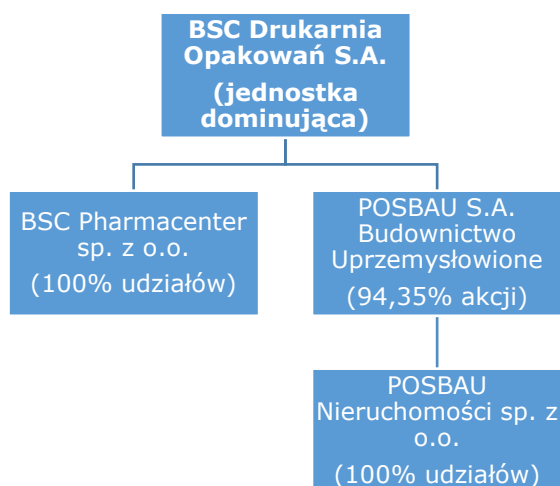 BSC Drukarnia
Opakowań S.A.
(jednostka
dominująca)
BSC Pharmacenter
sp. z o.o.
(100% udziałów)
POSBAU S.A.
Budownictwo
Uprzemysłowione
(94,35% akcji)
POSBAU
Nieruchomości sp. z
o.o.
(100% udziałów)